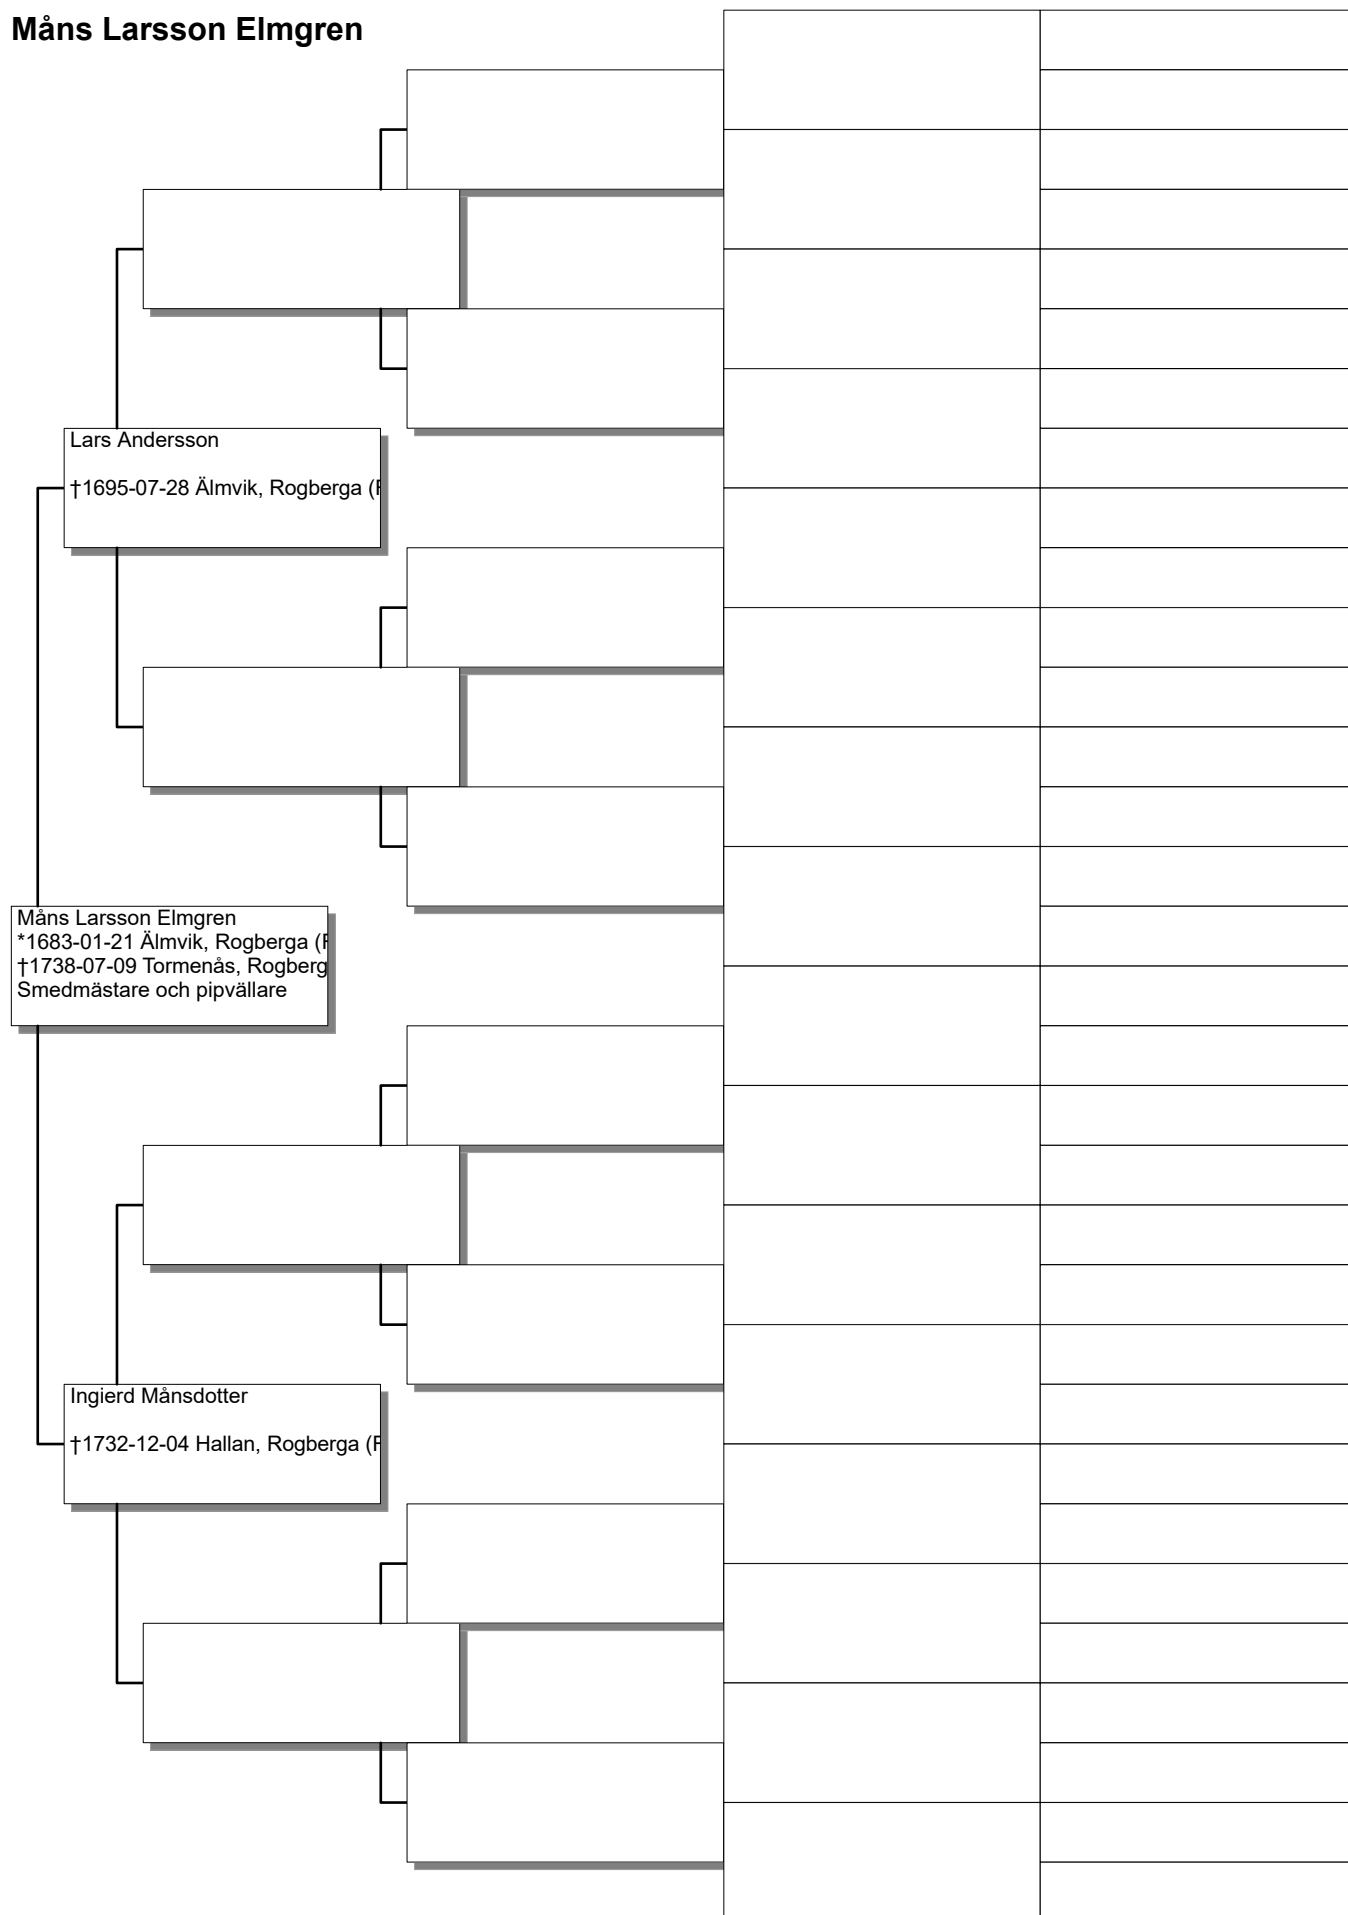 Måns Larsson Elmgren
Lars Andersson
†1695-07-28 Älmvik, Rogberga (F
Måns Larsson Elmgren
*1683-01-21 Älmvik, Rogberga (F
†1738-07-09 Tormenås, Rogberg
Smedmästare och pipvällare
Ingierd Månsdotter
†1732-12-04 Hallan, Rogberga (F